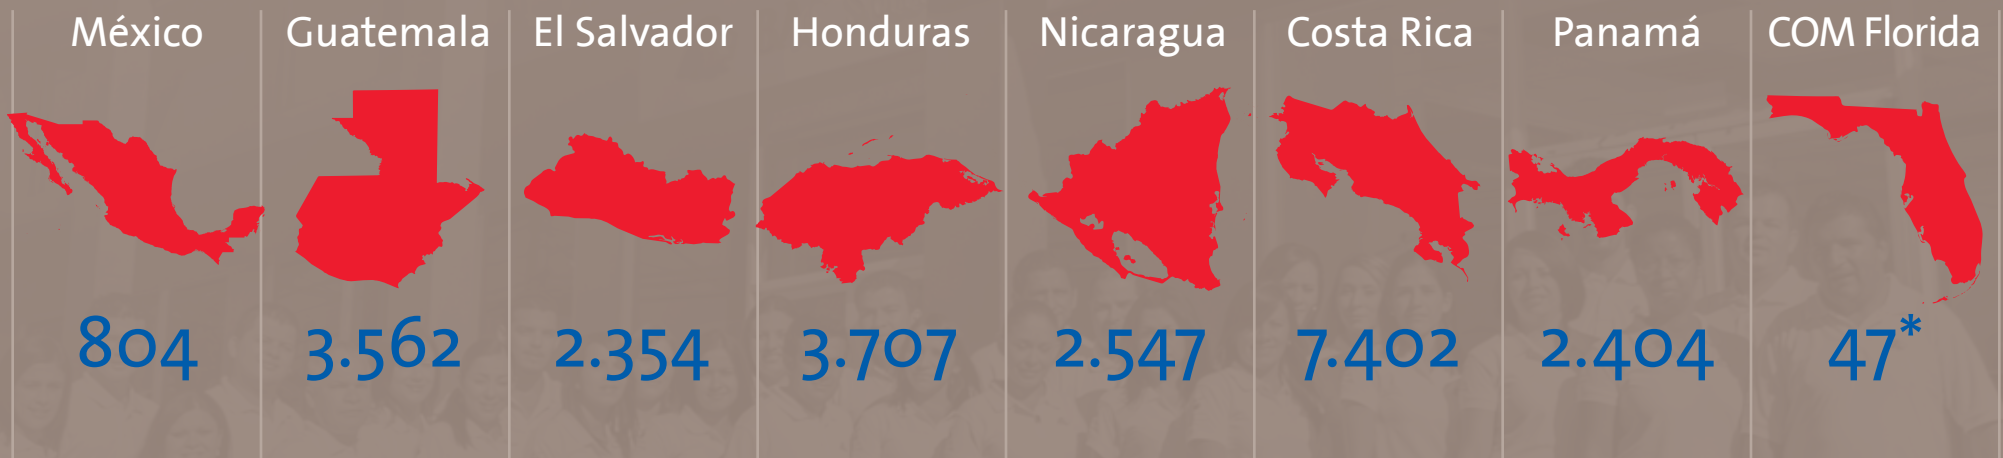 México Guatemala El Salvador Honduras Nicaragua Costa Rica Panamá COM Florida
804 3.562 2.354 3.707 2.547 7.402 2.404 47*